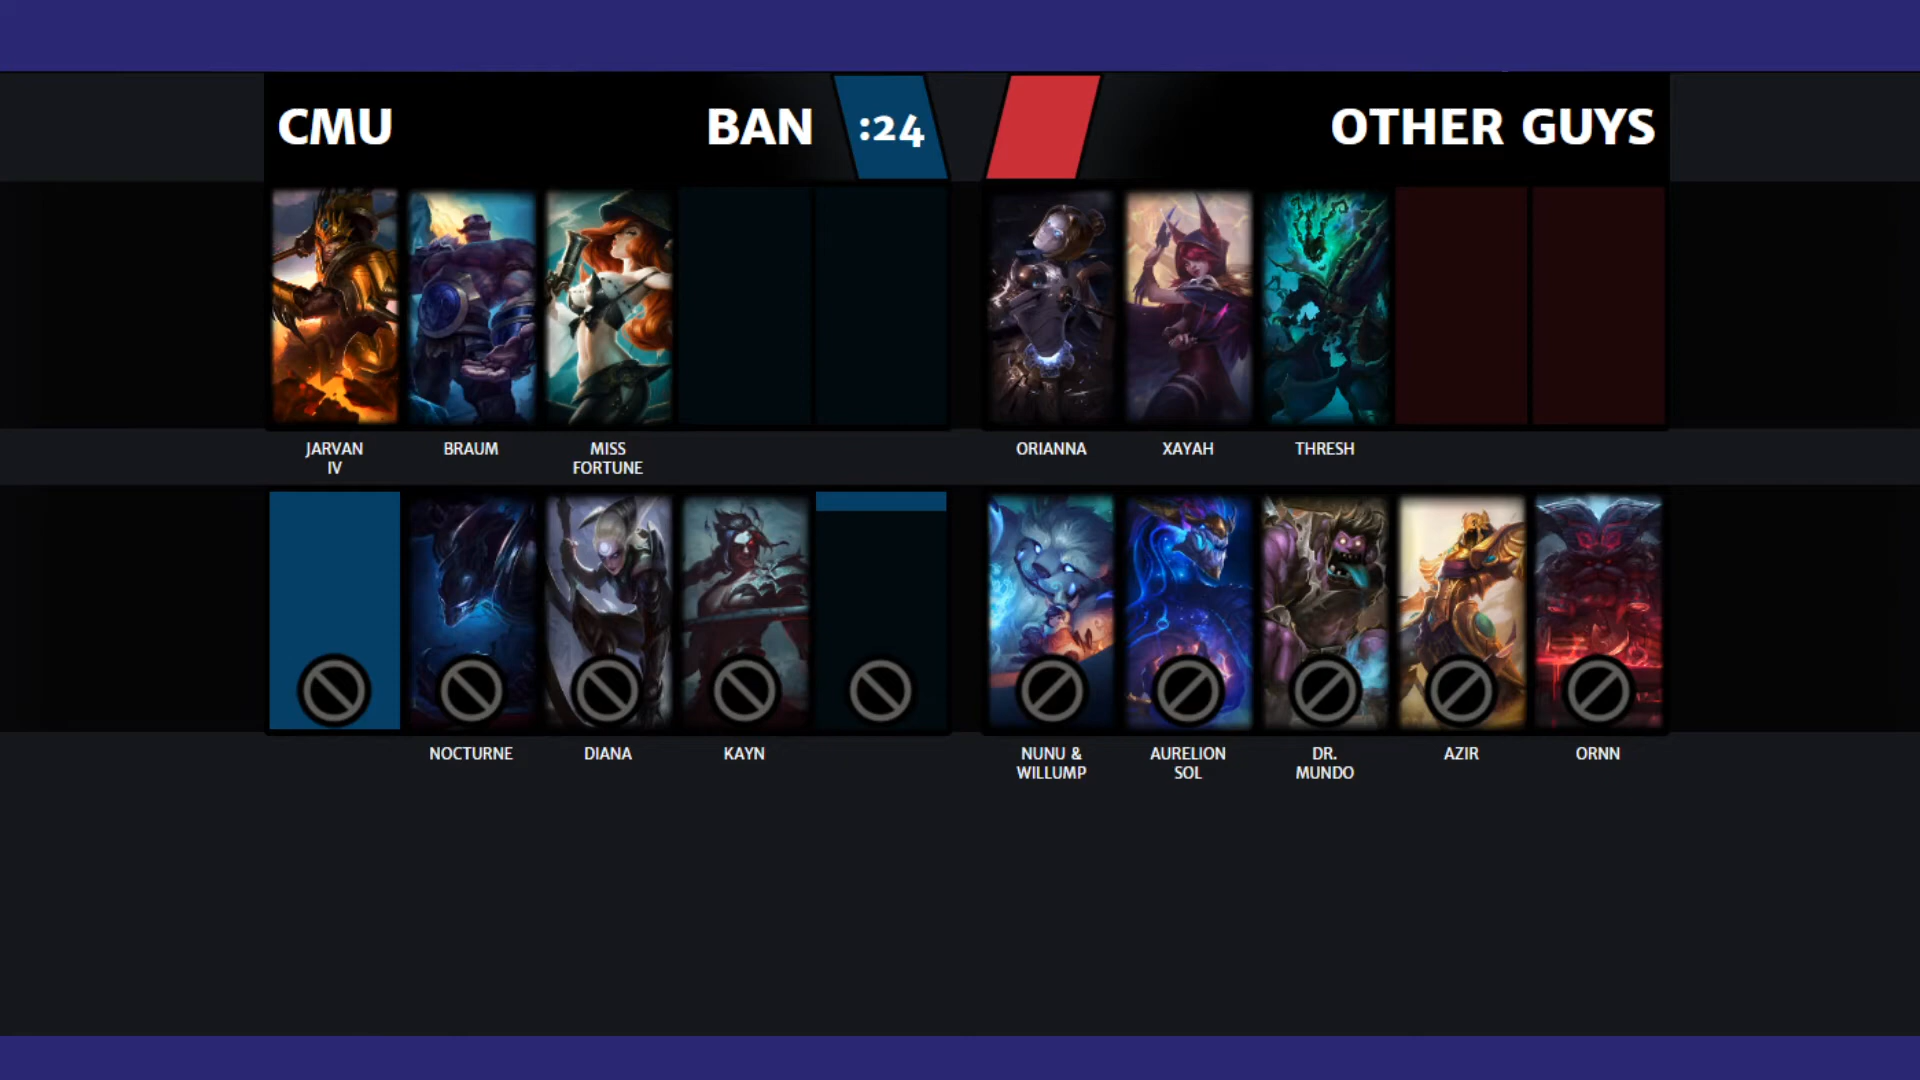 CMU
BAN
:24
OTHER GUYS
JARVAN
IV
BRAUM
MISS
FORTUNE
ORIANNA
XAYAH
THRESH
NOCTURNE
DIANA
KAYN
NUNU &
WILLUMP
AURELION
SOL
DR.
MUNDO
AZIR
ORNN